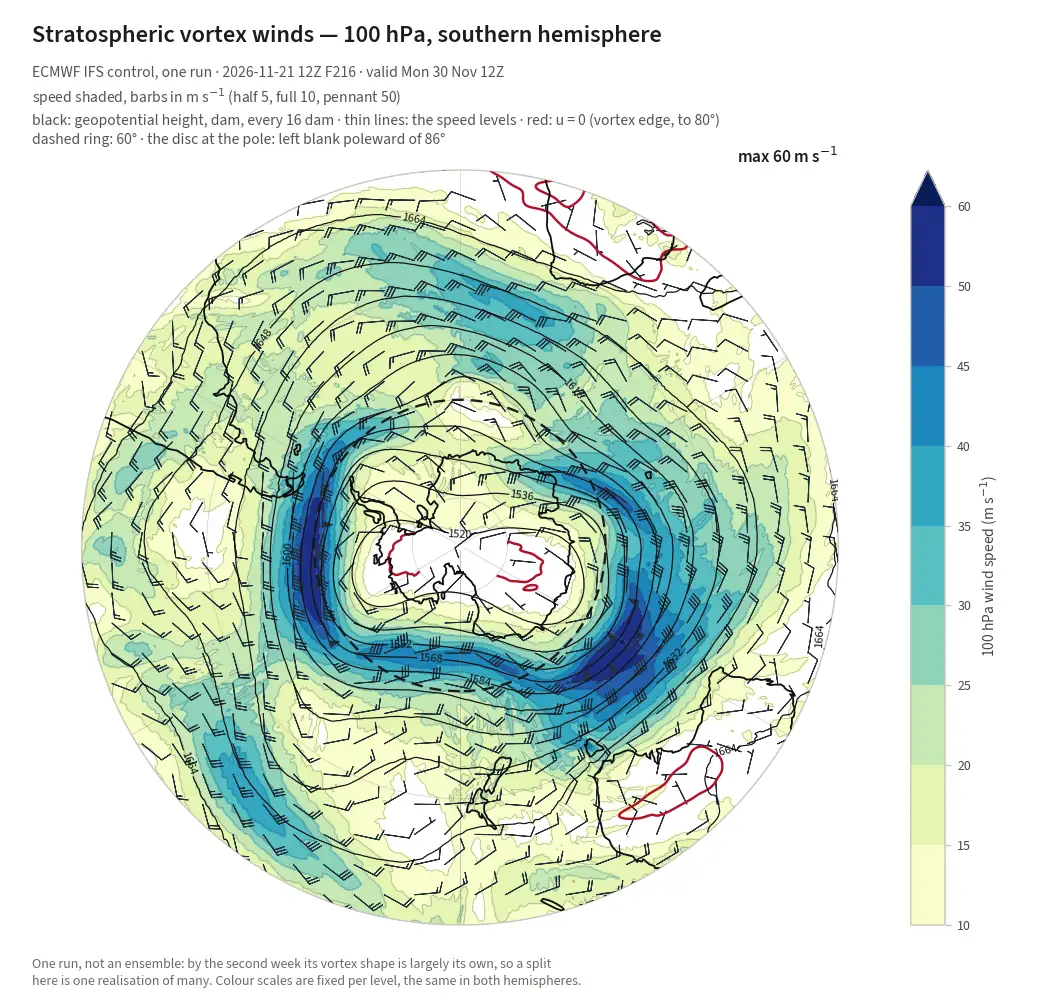 Stratospheric vortex winds — 100 hPa, southern hemisphere
ECMWF IFS control, one run · 2026-11-21 12Z F216 · valid Mon 30 Nov 12Z
speed shaded, barbs in m s⁻¹ (half 5, full 10, pennant 50)
black: geopotential height, dam, every 16 dam · thin lines: the speed levels · red: u = 0 (vortex edge, to 80°)
dashed ring: 60° · the disc at the pole: left blank poleward of 86°
max 60 m s⁻¹
1664
1648
1536
1664
1520
1600
1664
1552
1568
1632
1584
1664
1664
60
50
45
40
35
30
25
20
15
10
100 hPa wind speed (m s⁻¹)
One run, not an ensemble: by the second week its vortex shape is largely its own, so a split
here is one realisation of many. Colour scales are fixed per level, the same in both hemispheres.